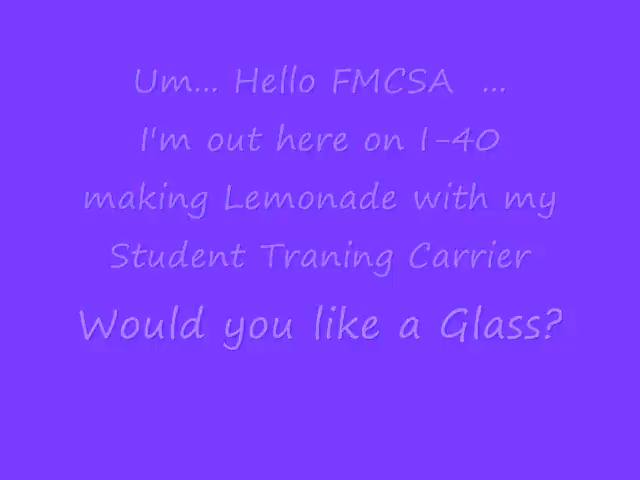 Um... Hello FMCSA ...
I'm out here on I-40
making Lemonade with my
Student Traning Carrier
Would you like a Glass?